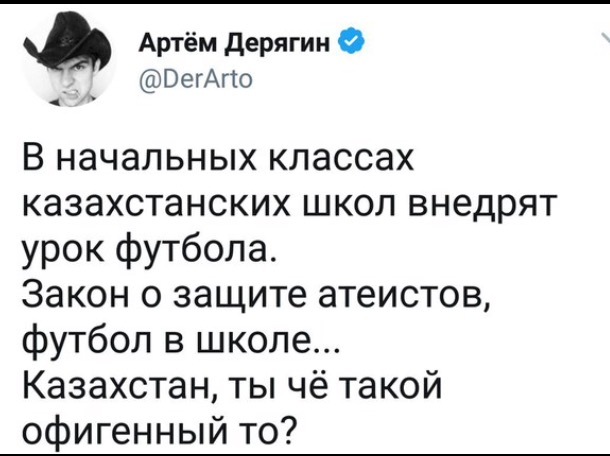 Артём Дерягин
@DerArto
В начальных классах
казахстанских школ внедрят
урок футбола.
Закон о защите атеистов,
футбол в школе...
Казахстан, ты чё такой
офигенный то?